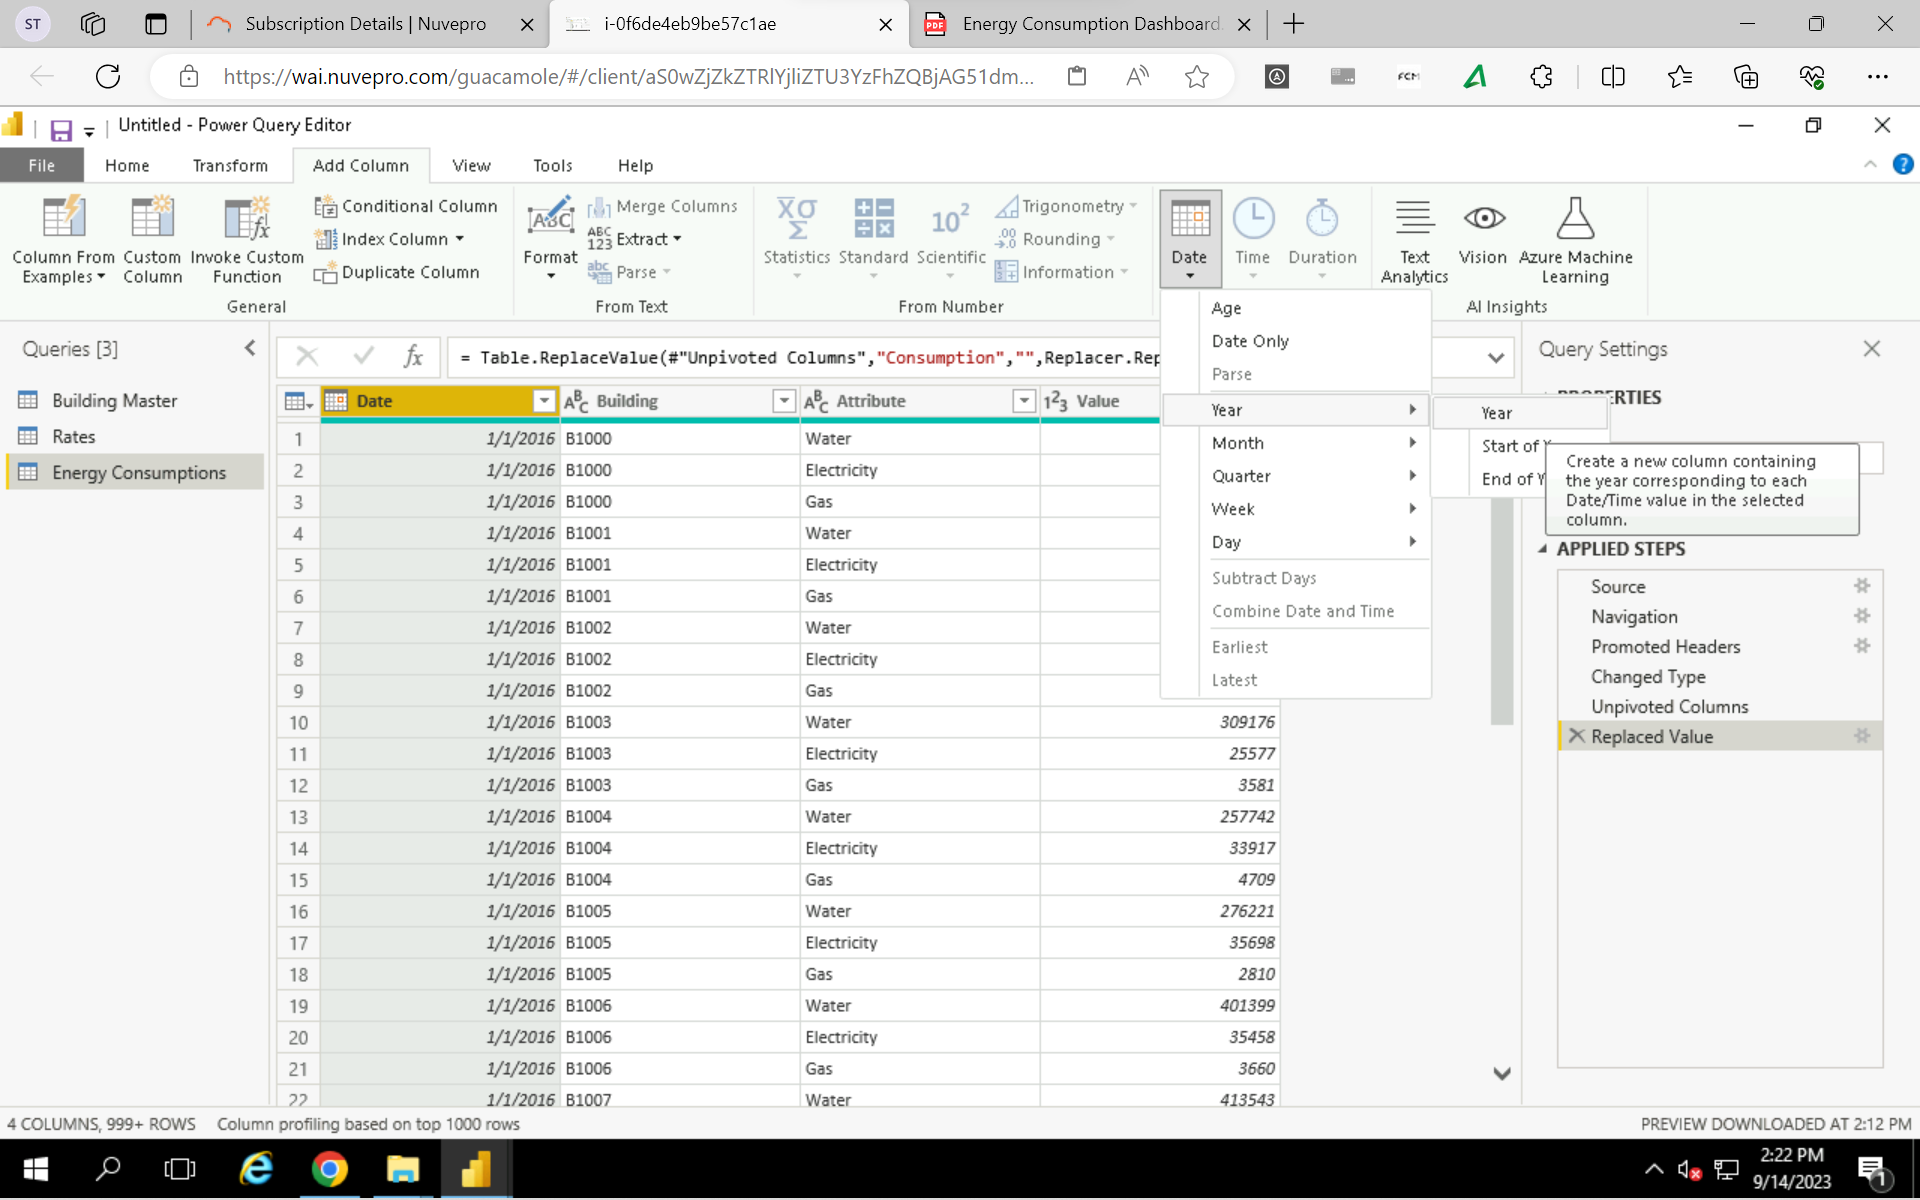 ST
Subscription Details | Nuvepro
i-0f6de4eb9be57c1ae
PDF
Energy Consumption Dashboard.
https://wai.nuvepro.com/guacamole/#/client/aS0wZjZkZTRlYjliZTU3YzFhZQBjAG51dm...
FCM
Untitled - Power Query Editor
File
Home
Transform
Add Column
View
Tools
Help
Column From Examples
Custom Column
Invoke Custom Function
Conditional Column
Index Column
Duplicate Column
General
Format
Merge Columns
Extract
Parse
From Text
Statistics
Standard
Scientific
Trigonometry
Rounding
Information
From Number
Date
Time
Duration
Text Analytics
Vision
Azure Machine Learning
AI Insights
Age
Date Only
Parse
Year
Month
Quarter
Week
Day
Subtract Days
Combine Date and Time
Earliest
Latest
Year
Start of Y
End of Y
Create a new column containing
the year corresponding to each
Date/Time value in the selected
column.
Queries [3]
Building Master
Rates
Energy Consumptions
= Table.ReplaceValue(#"Unpivoted Columns","Consumption","",Replacer.Rep
Date
Building
Attribute
Value
1 1/1/2016 B1000 Water
2 1/1/2016 B1000 Electricity
3 1/1/2016 B1000 Gas
4 1/1/2016 B1001 Water
5 1/1/2016 B1001 Electricity
6 1/1/2016 B1001 Gas
7 1/1/2016 B1002 Water
8 1/1/2016 B1002 Electricity
9 1/1/2016 B1002 Gas
10 1/1/2016 B1003 Water 309176
11 1/1/2016 B1003 Electricity 25577
12 1/1/2016 B1003 Gas 3581
13 1/1/2016 B1004 Water 257742
14 1/1/2016 B1004 Electricity 33917
15 1/1/2016 B1004 Gas 4709
16 1/1/2016 B1005 Water 276221
17 1/1/2016 B1005 Electricity 35698
18 1/1/2016 B1005 Gas 2810
19 1/1/2016 B1006 Water 401399
20 1/1/2016 B1006 Electricity 35458
21 1/1/2016 B1006 Gas 3660
22 1/1/2016 B1007 Water 413543
Query Settings
PROPERTIES
APPLIED STEPS
Source
Navigation
Promoted Headers
Changed Type
Unpivoted Columns
Replaced Value
4 COLUMNS, 999+ ROWS
Column profiling based on top 1000 rows
PREVIEW DOWNLOADED AT 2:12 PM
2:22 PM
9/14/2023
1